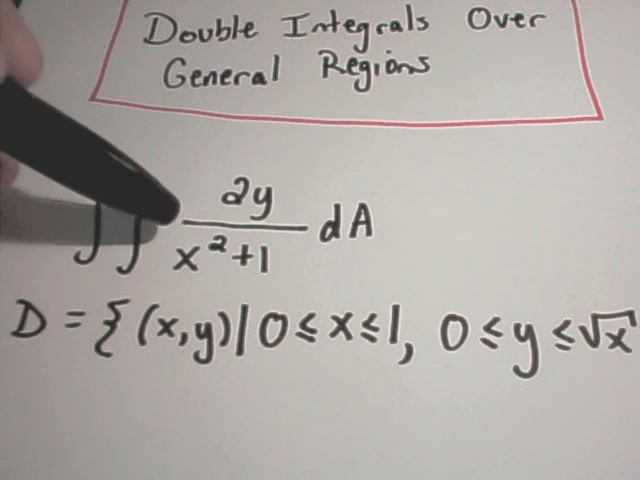 Double Integrals Over
General Regions
∫∫ 2y/(x²+1) dA
D = {(x,y)|0≤x≤1, 0≤y≤√x